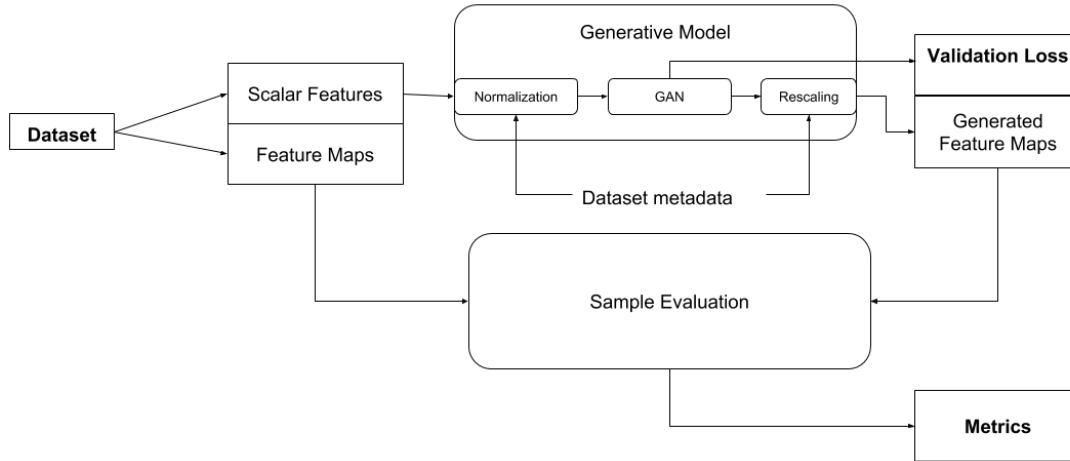 Generative Model
Validation Loss
Scalar Features
Normalization
GAN
Rescaling
Dataset
Feature Maps
Generated
Feature Maps
Dataset metadata
Sample Evaluation
Metrics